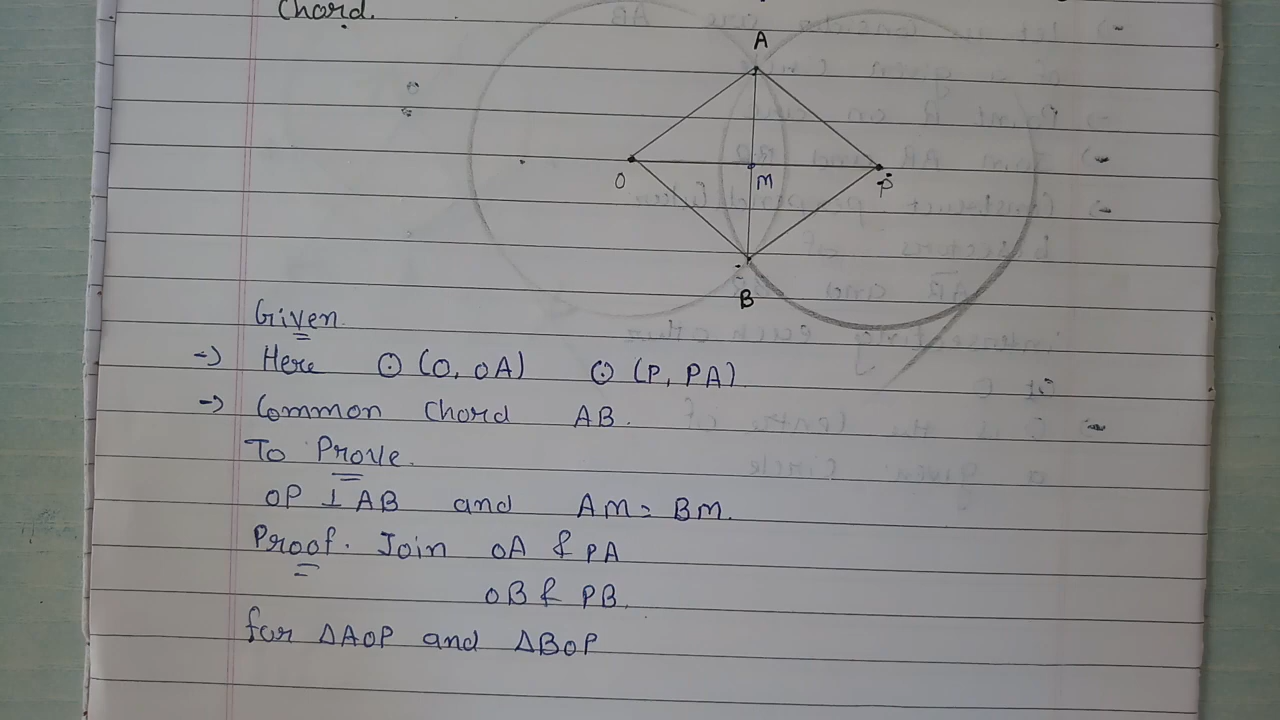 Chord.
A
O
M
P
B
Given
-) Here ⊙ (O, OA) ⊙ (P, PA)
-) Common Chord AB.
To Prove.
OP ⊥ AB and AM = BM.
Proof. Join OA & PA
OB & PB.
for ΔAOP and ΔBOP